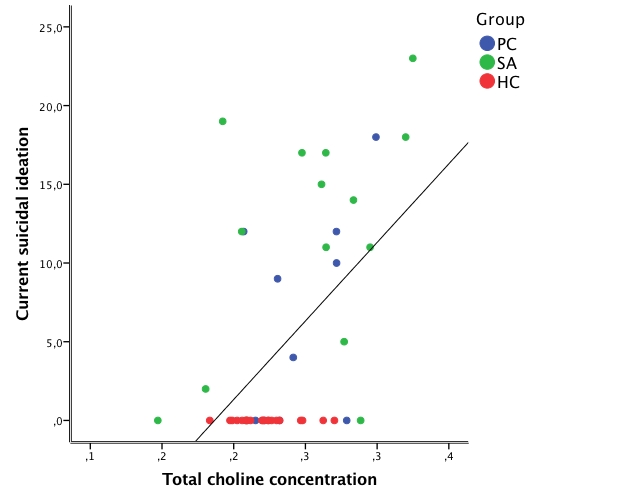 Group
PC
SA
HC
25,0
20,0
15,0
10,0
5,0
,0
Current suicidal ideation
,1
,2
,2
,3
,3
,4
Total choline concentration